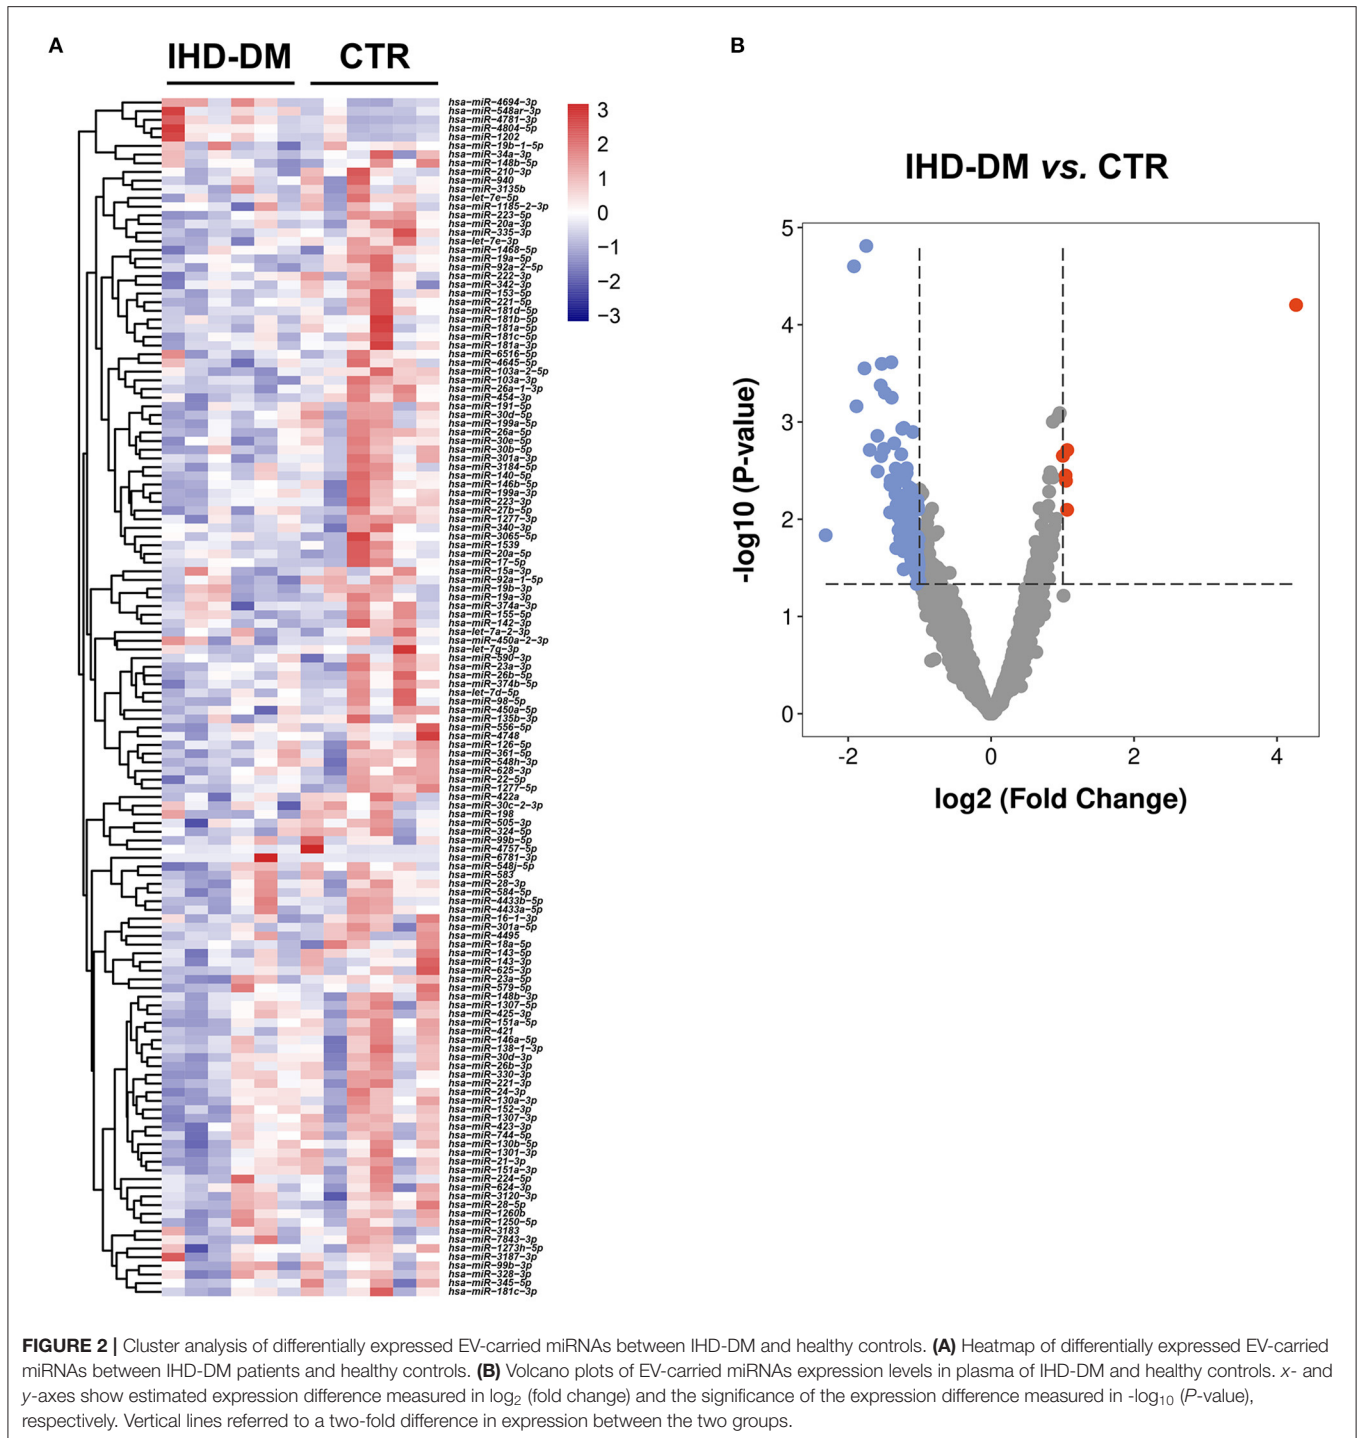 A
IHD-DM
CTR
hsa-miR-4694-3p
hsa-miR-548ar-3p
hsa-miR-4781-3p
hsa-miR-4804-5p
hsa-miR-1202
hsa-miR-19b-1-5p
hsa-miR-34a-3p
hsa-miR-148b-5p
hsa-miR-210-3p
hsa-miR-940
hsa-miR-3135b
hsa-let-7e-5p
hsa-miR-1185-2-3p
hsa-miR-223-5p
hsa-miR-20a-3p
hsa-miR-335-3p
hsa-let-7e-3p
hsa-miR-1468-5p
hsa-miR-19a-5p
hsa-miR-92a-2-5p
hsa-miR-222-3p
hsa-miR-342-3p
hsa-miR-153-5p
hsa-miR-221-5p
hsa-miR-181d-5p
hsa-miR-181b-5p
hsa-miR-181a-5p
hsa-miR-181c-5p
hsa-miR-181a-3p
hsa-miR-6516-5p
hsa-miR-4645-5p
hsa-miR-103a-2-5p
hsa-miR-103a-3p
hsa-miR-26a-1-3p
hsa-miR-454-3p
hsa-miR-191-5p
hsa-miR-30d-5p
hsa-miR-199a-5p
hsa-miR-26a-5p
hsa-miR-30e-5p
hsa-miR-30b-5p
hsa-miR-301a-3p
hsa-miR-3184-5p
hsa-miR-140-5p
hsa-miR-146b-5p
hsa-miR-199a-3p
hsa-miR-223-3p
hsa-miR-27b-5p
hsa-miR-1277-3p
hsa-miR-340-3p
hsa-miR-3065-5p
hsa-miR-1539
hsa-miR-20a-5p
hsa-miR-17-5p
hsa-miR-15a-3p
hsa-miR-92a-1-5p
hsa-miR-19b-3p
hsa-miR-19a-3p
hsa-miR-374a-3p
hsa-miR-155-5p
hsa-miR-142-3p
hsa-let-7a-2-3p
hsa-miR-450a-2-3p
hsa-let-7g-3p
hsa-miR-590-3p
hsa-miR-23a-3p
hsa-miR-26b-5p
hsa-miR-374b-5p
hsa-let-7d-5p
hsa-miR-98-5p
hsa-miR-450a-5p
hsa-miR-135b-3p
hsa-miR-556-5p
hsa-miR-4748
hsa-miR-126-5p
hsa-miR-361-5p
hsa-miR-548h-3p
hsa-miR-628-3p
hsa-miR-22-5p
hsa-miR-1277-5p
hsa-miR-422a
hsa-miR-30c-2-3p
hsa-miR-198
hsa-miR-505-3p
hsa-miR-324-5p
hsa-miR-99b-5p
hsa-miR-4757-5p
hsa-miR-6781-3p
hsa-miR-548j-5p
hsa-miR-583
hsa-miR-28-3p
hsa-miR-584-5p
hsa-miR-4433b-5p
hsa-miR-4433a-5p
hsa-miR-16-1-3p
hsa-miR-301a-5p
hsa-miR-4495
hsa-miR-18a-5p
hsa-miR-143-5p
hsa-miR-143-3p
hsa-miR-625-3p
hsa-miR-23a-5p
hsa-miR-579-5p
hsa-miR-148b-3p
hsa-miR-1307-5p
hsa-miR-425-3p
hsa-miR-151a-5p
hsa-miR-421
hsa-miR-146a-5p
hsa-miR-138-1-3p
hsa-miR-30d-3p
hsa-miR-26b-3p
hsa-miR-330-3p
hsa-miR-221-3p
hsa-miR-24-3p
hsa-miR-130a-3p
hsa-miR-152-3p
hsa-miR-1307-3p
hsa-miR-423-3p
hsa-miR-744-5p
hsa-miR-130b-5p
hsa-miR-1301-3p
hsa-miR-21-3p
hsa-miR-151a-3p
hsa-miR-224-5p
hsa-miR-624-3p
hsa-miR-3120-3p
hsa-miR-28-5p
hsa-miR-1260b
hsa-miR-1250-5p
hsa-miR-3183
hsa-miR-7843-3p
hsa-miR-1273h-5p
hsa-miR-3187-3p
hsa-miR-99b-3p
hsa-miR-328-3p
hsa-miR-345-5p
hsa-miR-181c-3p
3
2
1
0
−1
−2
−3
B
IHD-DM vs. CTR
5
4
3
2
1
0
-log10 (P-value)
-2
0
2
4
log2 (Fold Change)
FIGURE 2 | Cluster analysis of differentially expressed EV-carried miRNAs between IHD-DM and healthy controls. (A) Heatmap of differentially expressed EV-carried
miRNAs between IHD-DM patients and healthy controls. (B) Volcano plots of EV-carried miRNAs expression levels in plasma of IHD-DM and healthy controls. x- and
y-axes show estimated expression difference measured in log2 (fold change) and the significance of the expression difference measured in -log10 (P-value),
respectively. Vertical lines referred to a two-fold difference in expression between the two groups.